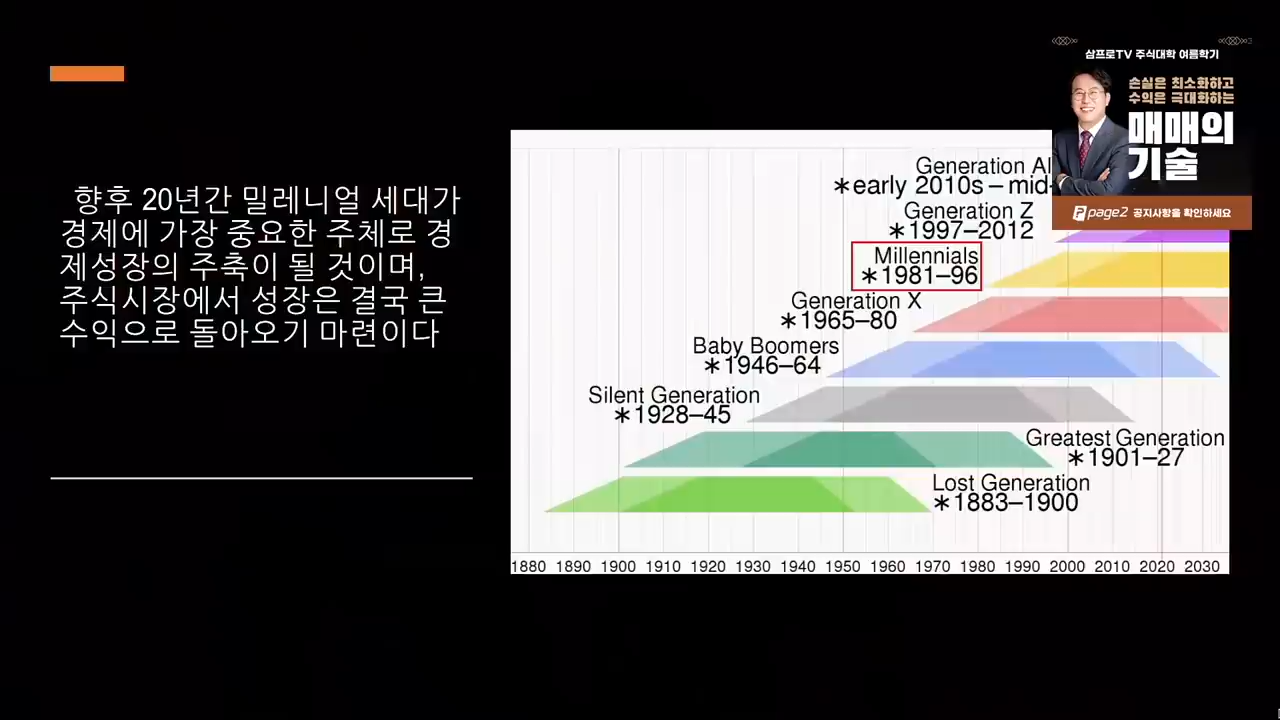 향후 20년간 밀레니얼 세대가
경제에 가장 중요한 주체로 경
제성장의 주축이 될 것이며,
주식시장에서 성장은 결국 큰
수익으로 돌아오기 마련이다
삼프로TV 주식대학 여름학기
손실은 최소화하고
수익은 극대화하는
매매의
기술
page2 공지사항을 확인하세요
Generation Al
*early 2010s – mid-
Generation Z
*1997–2012
Millennials
*1981–96
Generation X
*1965–80
Baby Boomers
*1946–64
Silent Generation
*1928–45
Greatest Generation
*1901–27
Lost Generation
*1883–1900
1880 1890 1900 1910 1920 1930 1940 1950 1960 1970 1980 1990 2000 2010 2020 2030